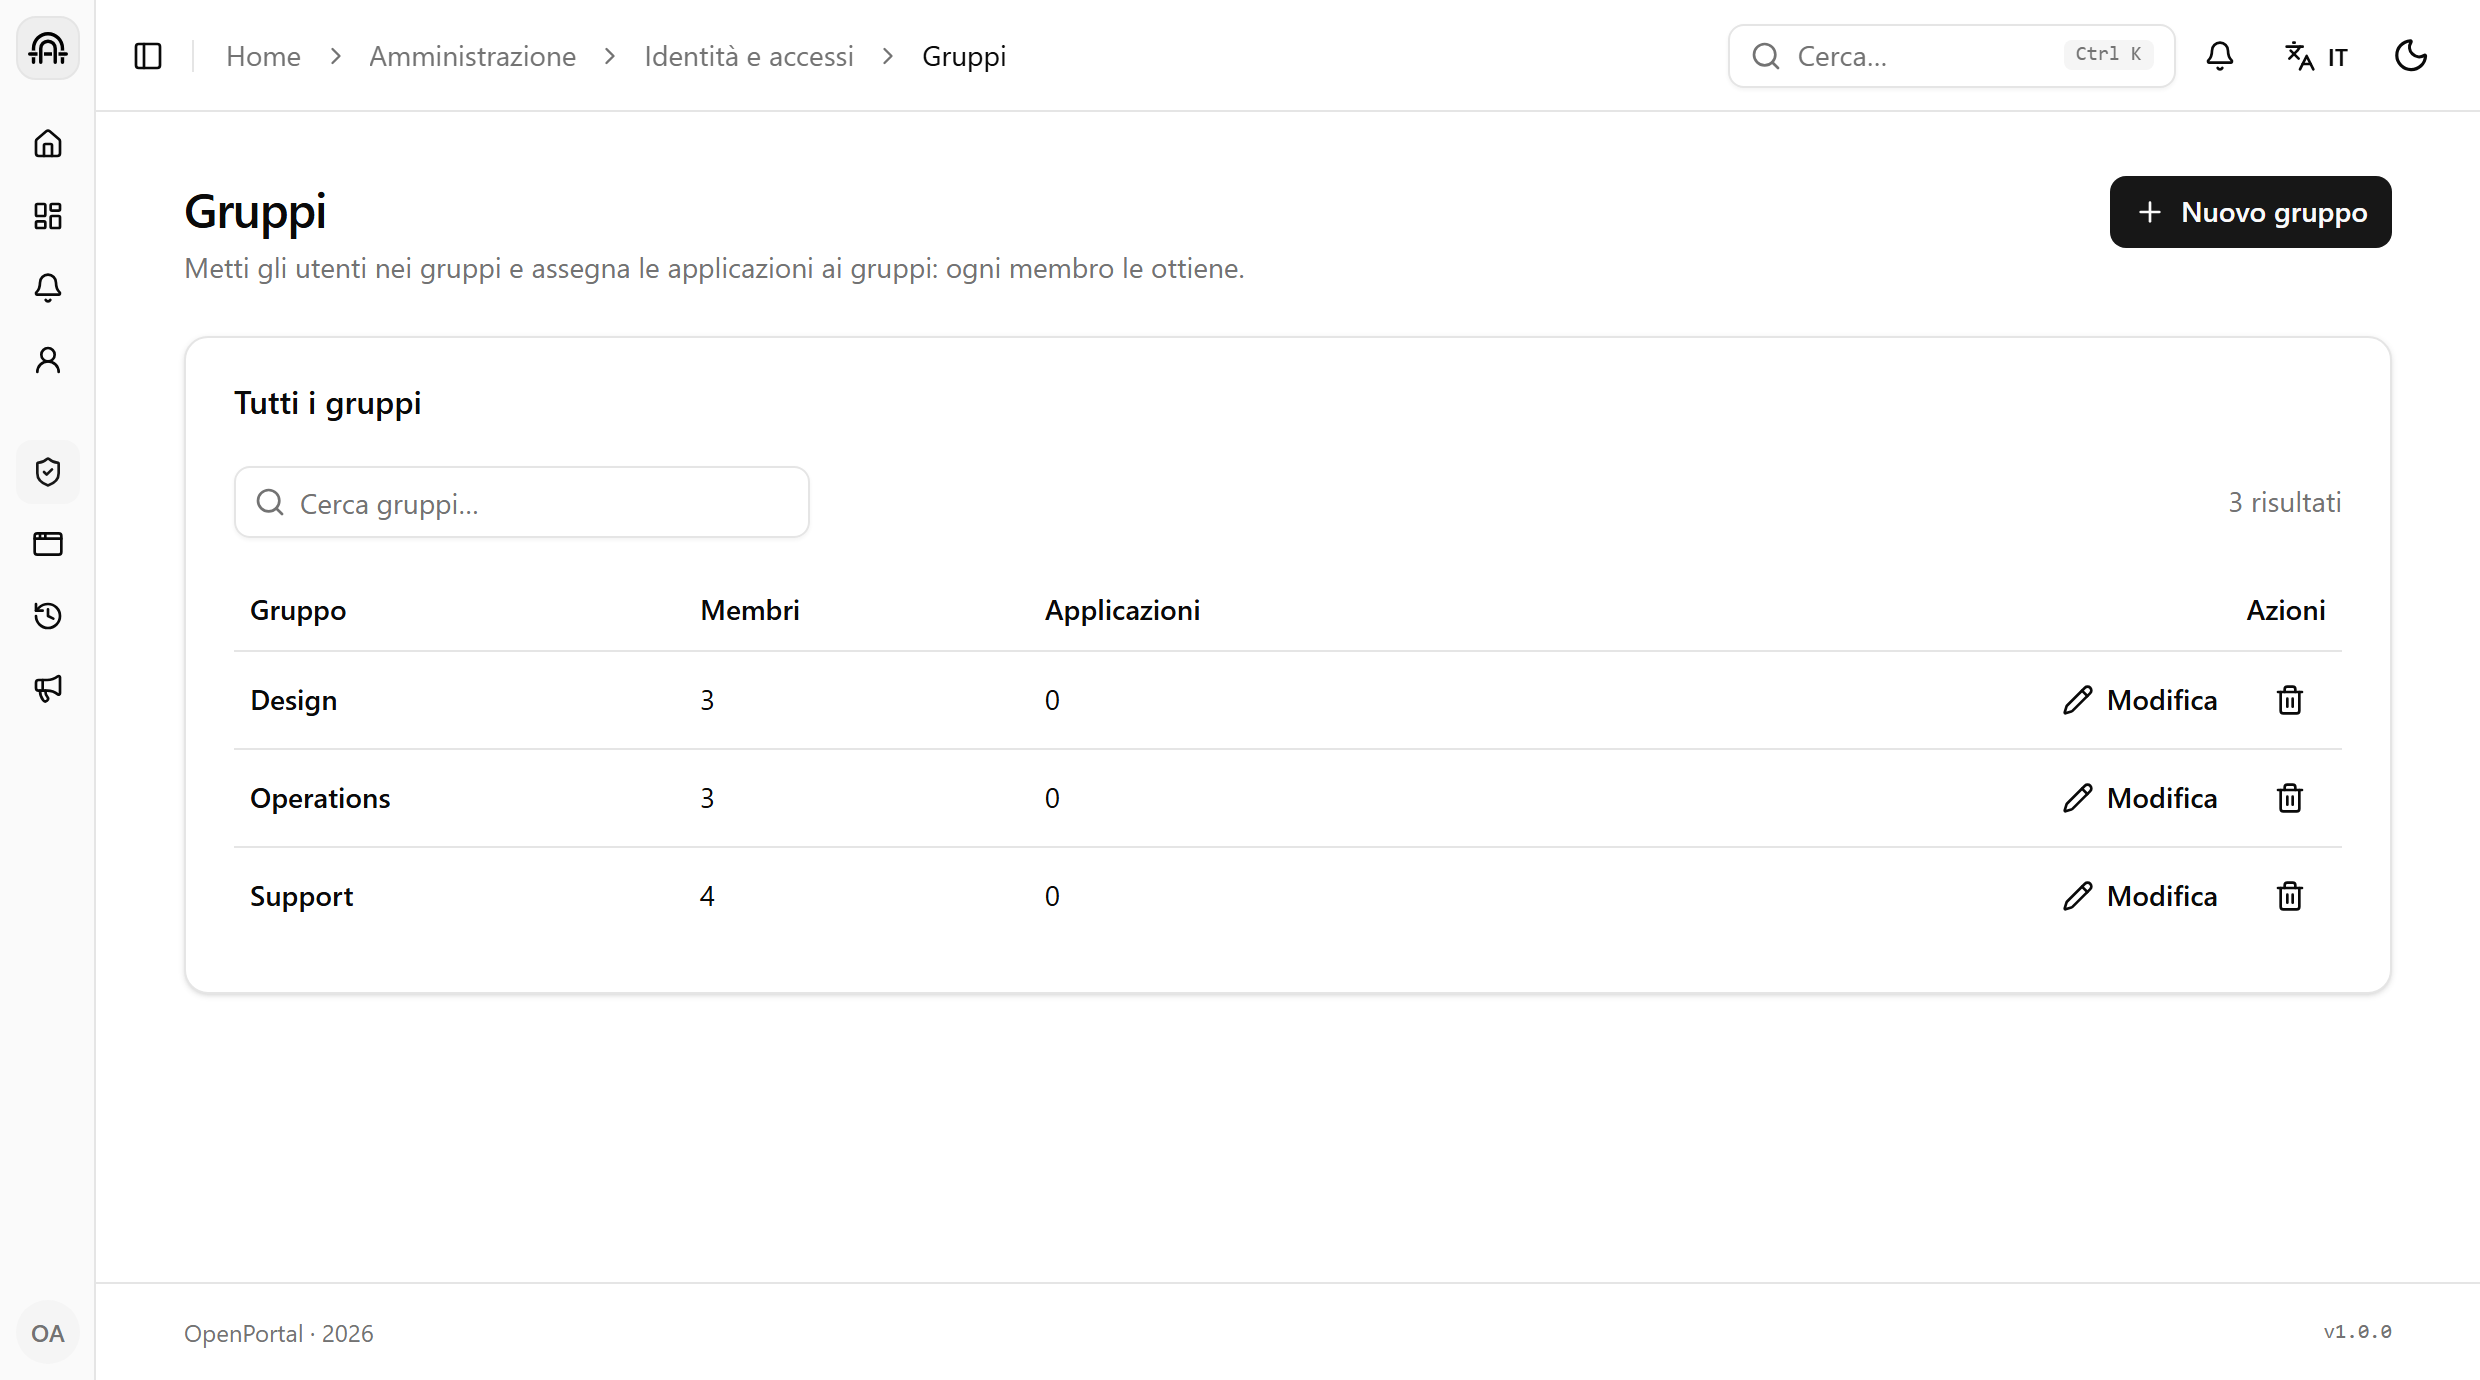 Home > Amministrazione > Identità e accessi > Gruppi
Cerca... Ctrl K
IT
Gruppi
Nuovo gruppo
Metti gli utenti nei gruppi e assegna le applicazioni ai gruppi: ogni membro le ottiene.
Tutti i gruppi
Cerca gruppi...
3 risultati
Gruppo Membri Applicazioni Azioni
Design 3 0 Modifica
Operations 3 0 Modifica
Support 4 0 Modifica
OA
OpenPortal · 2026
v1.0.0